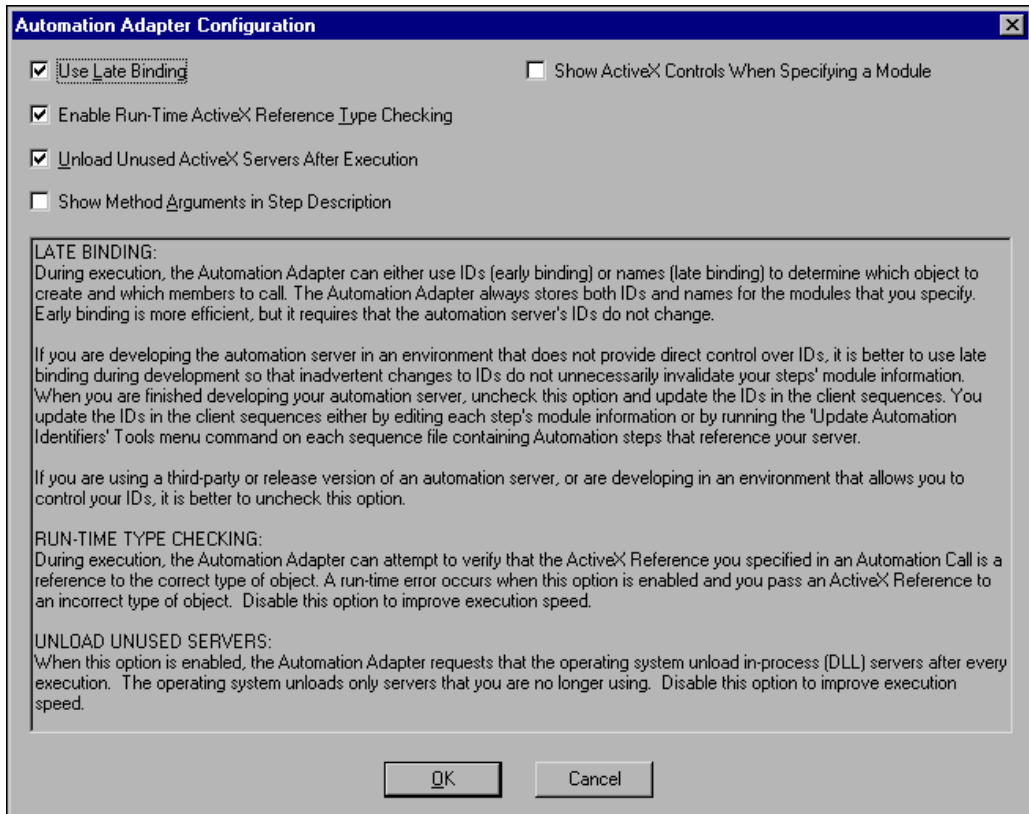 Automation Adapter Configuration
Use Late Binding
Show ActiveX Controls When Specifying a Module
Enable Run-Time ActiveX Reference Type Checking
Unload Unused ActiveX Servers After Execution
Show Method Arguments in Step Description
LATE BINDING:
During execution, the Automation Adapter can either use IDs (early binding) or names (late binding) to determine which object to
create and which members to call. The Automation Adapter always stores both IDs and names for the modules that you specify.
Early binding is more efficient, but it requires that the automation server's IDs do not change.
If you are developing the automation server in an environment that does not provide direct control over IDs, it is better to use late
binding during development so that inadvertent changes to IDs do not unnecessarily invalidate your steps' module information.
When you are finished developing your automation server, uncheck this option and update the IDs in the client sequences. You
update the IDs in the client sequences either by editing each step's module information or by running the 'Update Automation
Identifiers' Tools menu command on each sequence file containing Automation steps that reference your server.
If you are using a third-party or release version of an automation server, or are developing in an environment that allows you to
control your IDs, it is better to uncheck this option.
RUN-TIME TYPE CHECKING:
During execution, the Automation Adapter can attempt to verify that the ActiveX Reference you specified in an Automation Call is a
reference to the correct type of object. A run-time error occurs when this option is enabled and you pass an ActiveX Reference to
an incorrect type of object.  Disable this option to improve execution speed.
UNLOAD UNUSED SERVERS:
When this option is enabled, the Automation Adapter requests that the operating system unload in-process (DLL) servers after every
execution.  The operating system unloads only servers that you are no longer using.  Disable this option to improve execution
speed.
OK
Cancel